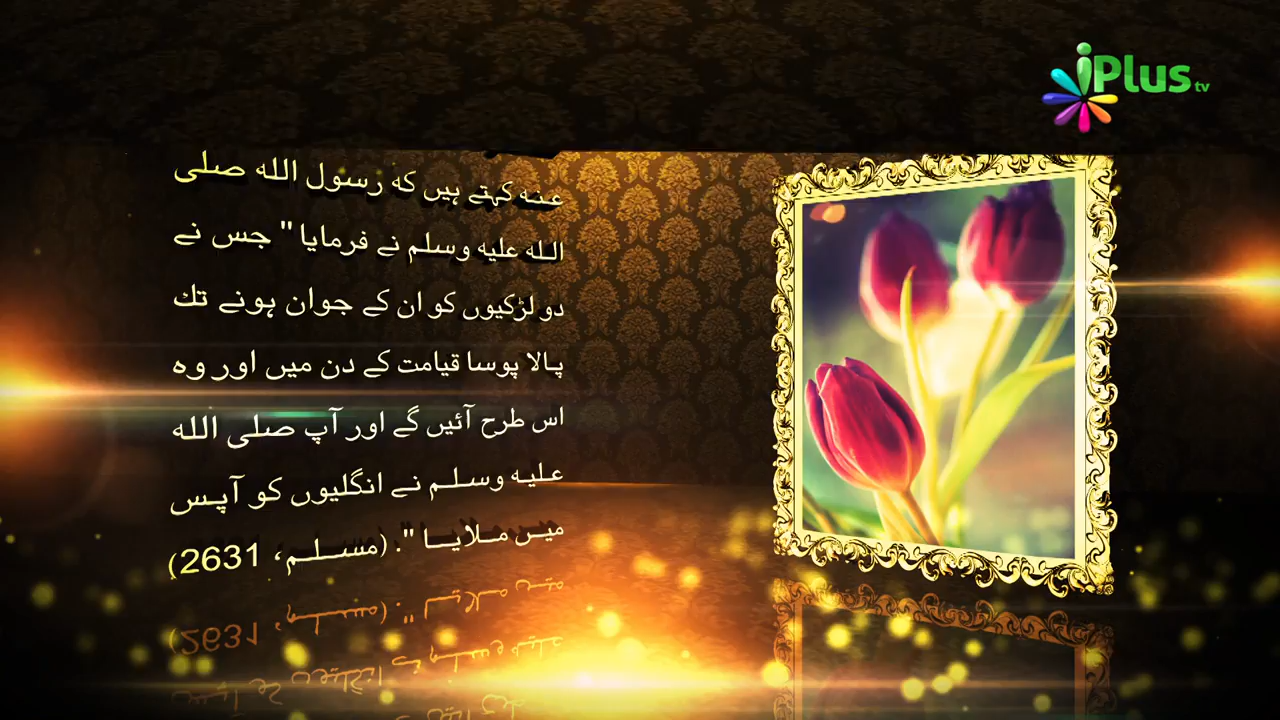 iPlus tv
عنہ کہتے ہیں کہ رسول اللہ صلی
اللہ علیہ وسلم نے فرمایا " جس نے
دو لڑکیوں کو ان کے جوان ہونے تك
پالا پوسا قیامت کے دن میں اور وہ
اس طرح آئیں گے اور آپ صلی اللہ
علیہ وسلم نے انگلیوں کو آپس
میں ملایا ". (مسلم، 2631)